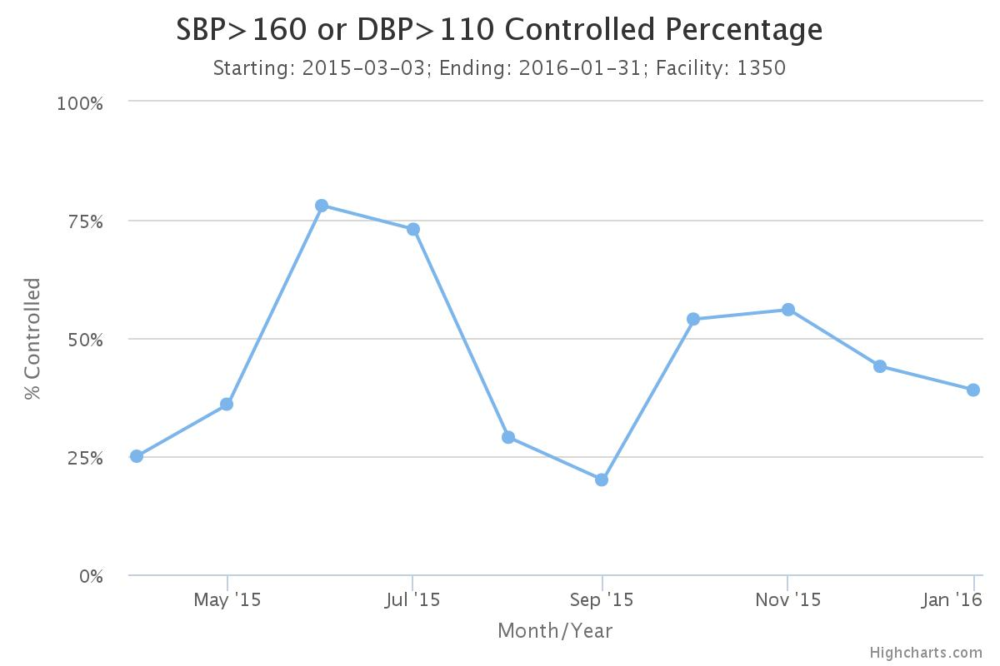 SBP>160 or DBP>110 Controlled Percentage
Starting: 2015-03-03; Ending: 2016-01-31; Facility: 1350
100%
75%
50%
25%
0%
% Controlled
May '15
Jul '15
Sep '15
Nov '15
Jan '16
Month/Year
Highcharts.com